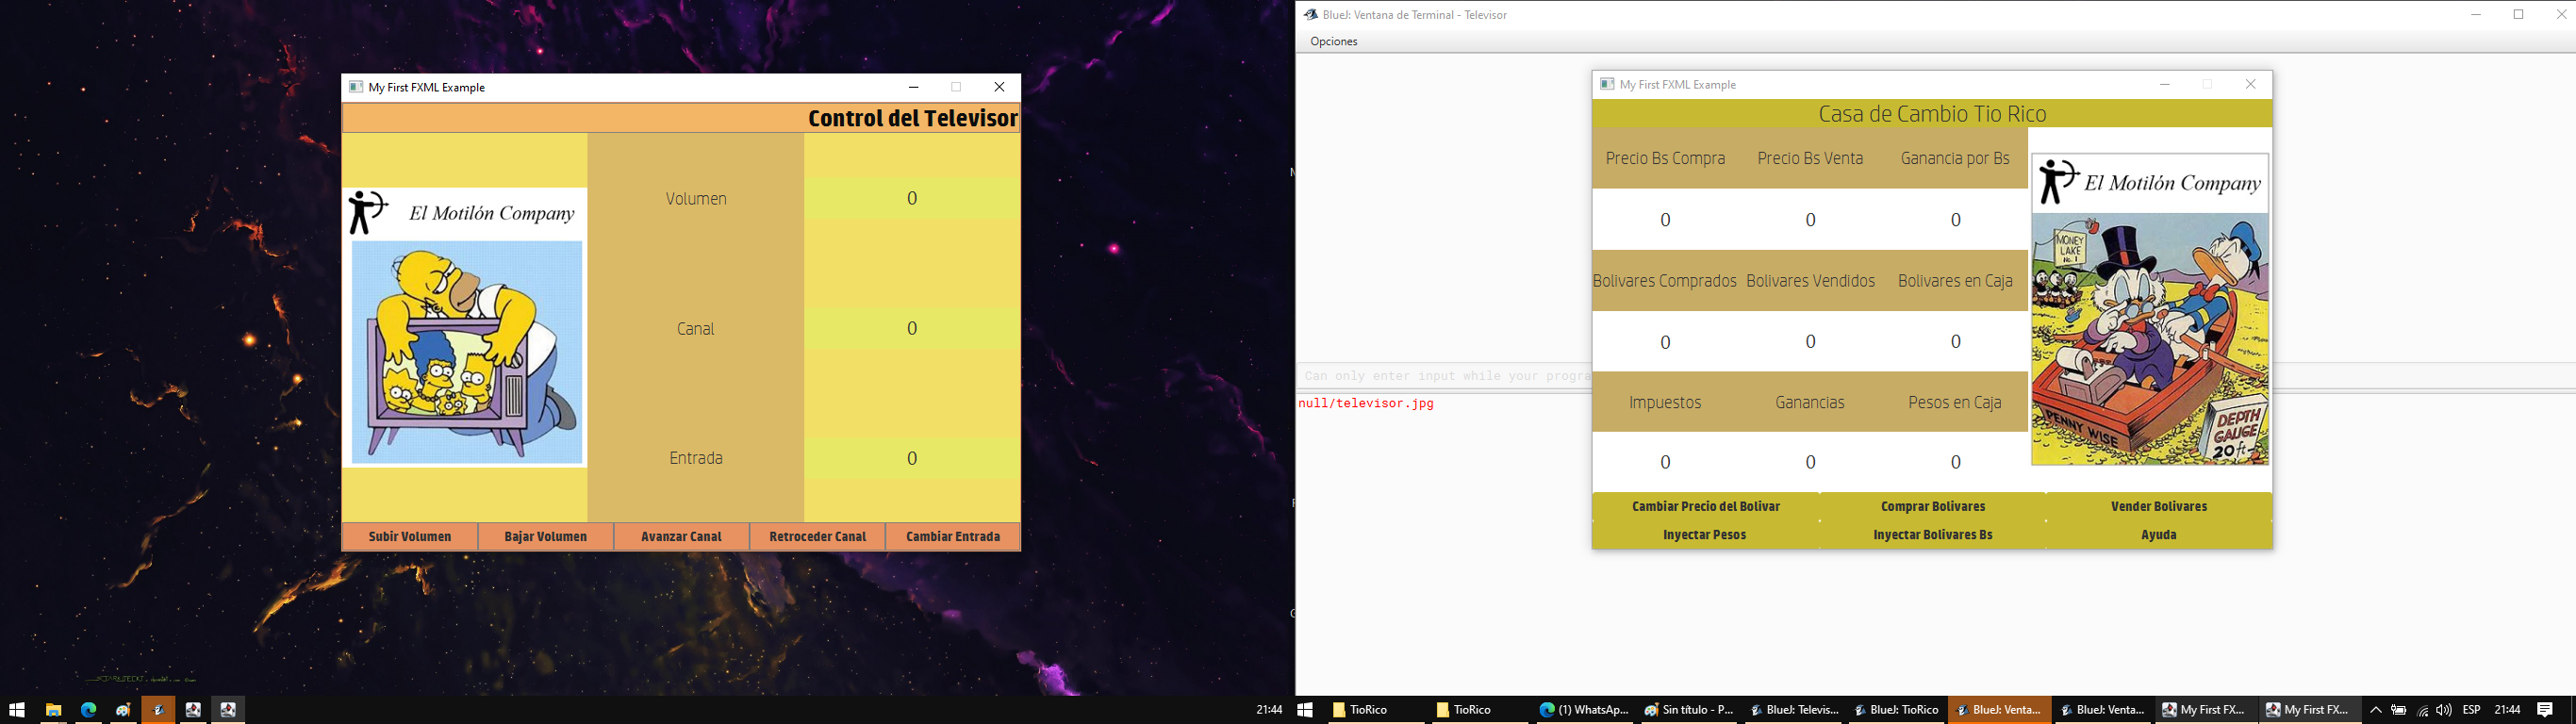 My First FXML Example
Control del Televisor
El Motilón Company
Volumen
0
Canal
0
Entrada
0
Subir Volumen
Bajar Volumen
Avanzar Canal
Retroceder Canal
Cambiar Entrada
21:44
BlueJ: Ventana de Terminal - Televisor
Opciones
Can only enter input while your progra
null/televisor.jpg
My First FXML Example
Casa de Cambio Tio Rico
Precio Bs Compra Precio Bs Venta Ganancia por Bs
0 0 0
Bolivares Comprados Bolivares Vendidos Bolivares en Caja
0 0 0
Impuestos Ganancias Pesos en Caja
0 0 0
El Motilón Company
MONEY
LAKE
No. 1
PENNY WISE
DEPTH
GAUGE
20 ft
Cambiar Precio del Bolivar Comprar Bolivares Vender Bolivares
Inyectar Pesos Inyectar Bolivares Bs Ayuda
TioRico
TioRico
(1) WhatsAp...
Sin título - P...
BlueJ: Televis...
BlueJ: TioRico
BlueJ: Venta...
BlueJ: Venta...
My First FX...
My First FX...
ESP
21:44